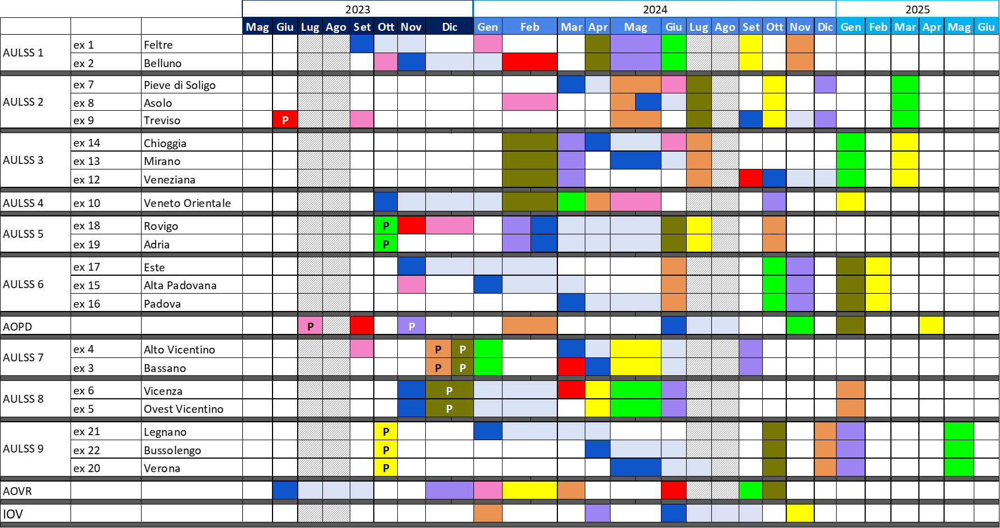 2023 2024 2025
Mag Giu Lug Ago Set Ott Nov Dic Gen Feb Mar Apr Mag Giu Lug Ago Set Ott Nov Dic Gen Feb Mar Apr Mag Giu
AULSS 1
ex 1 Feltre
ex 2 Belluno
AULSS 2
ex 7 Pieve di Soligo
ex 8 Asolo
ex 9 Treviso P
AULSS 3
ex 14 Chioggia
ex 13 Mirano
ex 12 Veneziana
AULSS 4 ex 10 Veneto Orientale
AULSS 5
ex 18 Rovigo P
ex 19 Adria P
AULSS 6
ex 17 Este
ex 15 Alta Padovana
ex 16 Padova
AOPD P P
AULSS 7
ex 4 Alto Vicentino P P
ex 3 Bassano P P
AULSS 8
ex 6 Vicenza P
ex 5 Ovest Vicentino P
AULSS 9
ex 21 Legnano P
ex 22 Bussolengo P
ex 20 Verona P
AOVR
IOV